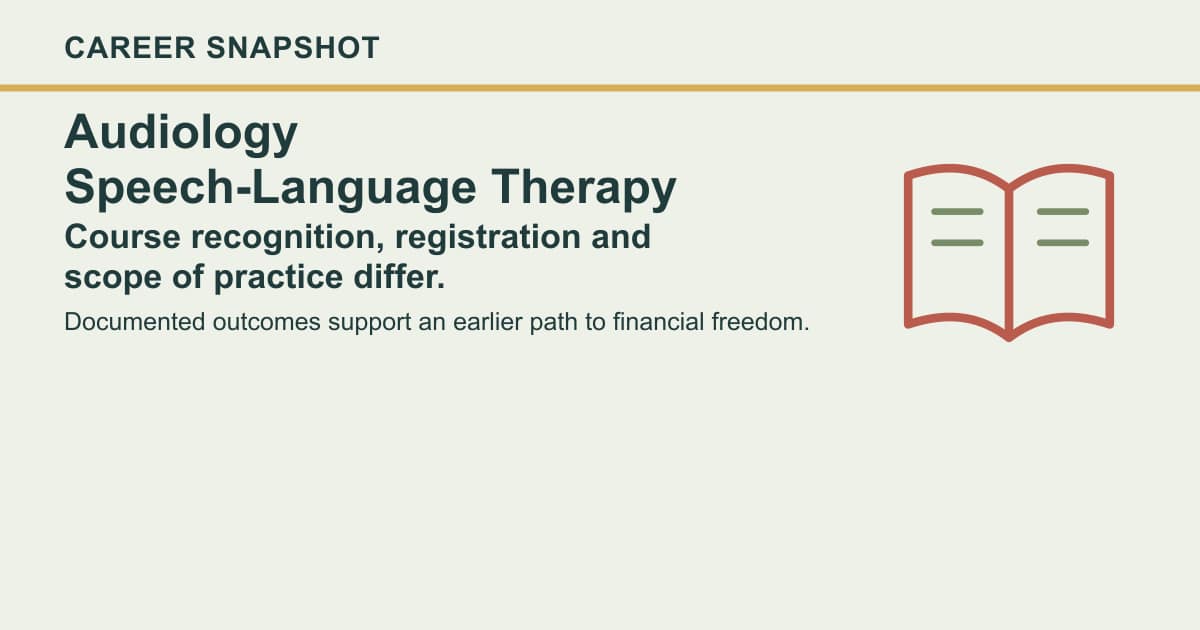 CAREER SNAPSHOT
Audiology
Speech-Language Therapy
Course recognition, registration and
scope of practice differ.
Documented outcomes support an earlier path to financial freedom.